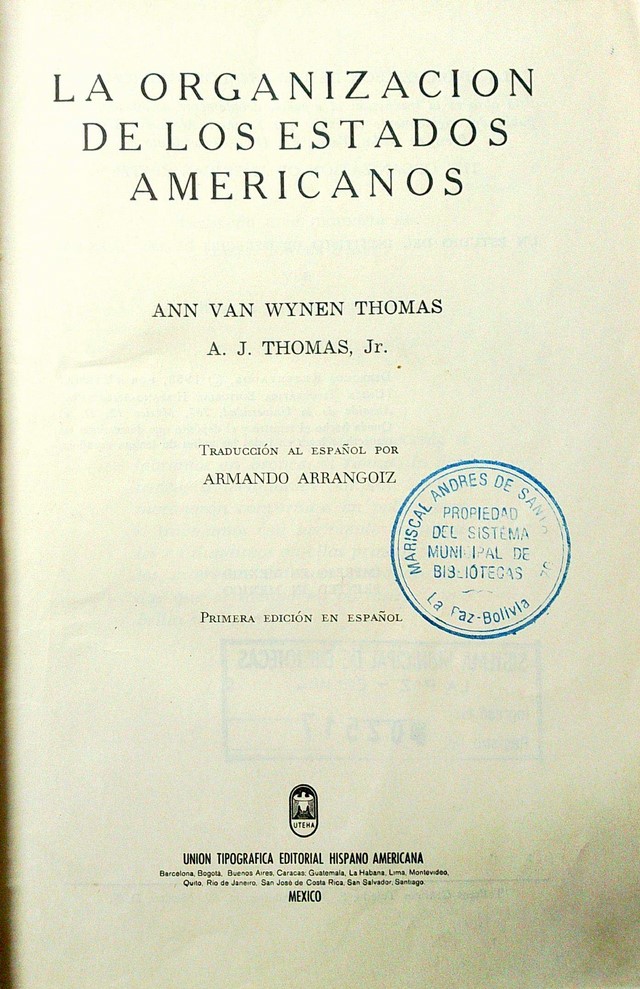 LA ORGANIZACION
DE LOS ESTADOS
AMERICANOS
ANN VAN WYNEN THOMAS
A. J. THOMAS, Jr.
TRADUCCIÓN AL ESPAÑOL POR
ARMANDO ARRANGOIZ
MARISCAL ANDRES DE
PROPIEDAD
DEL SISTEMA
MUNICIPAL DE
BIBLIOTECAS
La Paz-Bolivia
PRIMERA EDICIÓN EN ESPAÑOL
UTEHA
UNION TIPOGRAFICA EDITORIAL HISPANO AMERICANA
Barcelona, Bogotá, Buenos Aires, Caracas, Guatemala, La Habana, Lima, Montevideo,
Quito, Rio de Janeiro, San José de Costa Rica, San Salvador, Santiago.
MEXICO